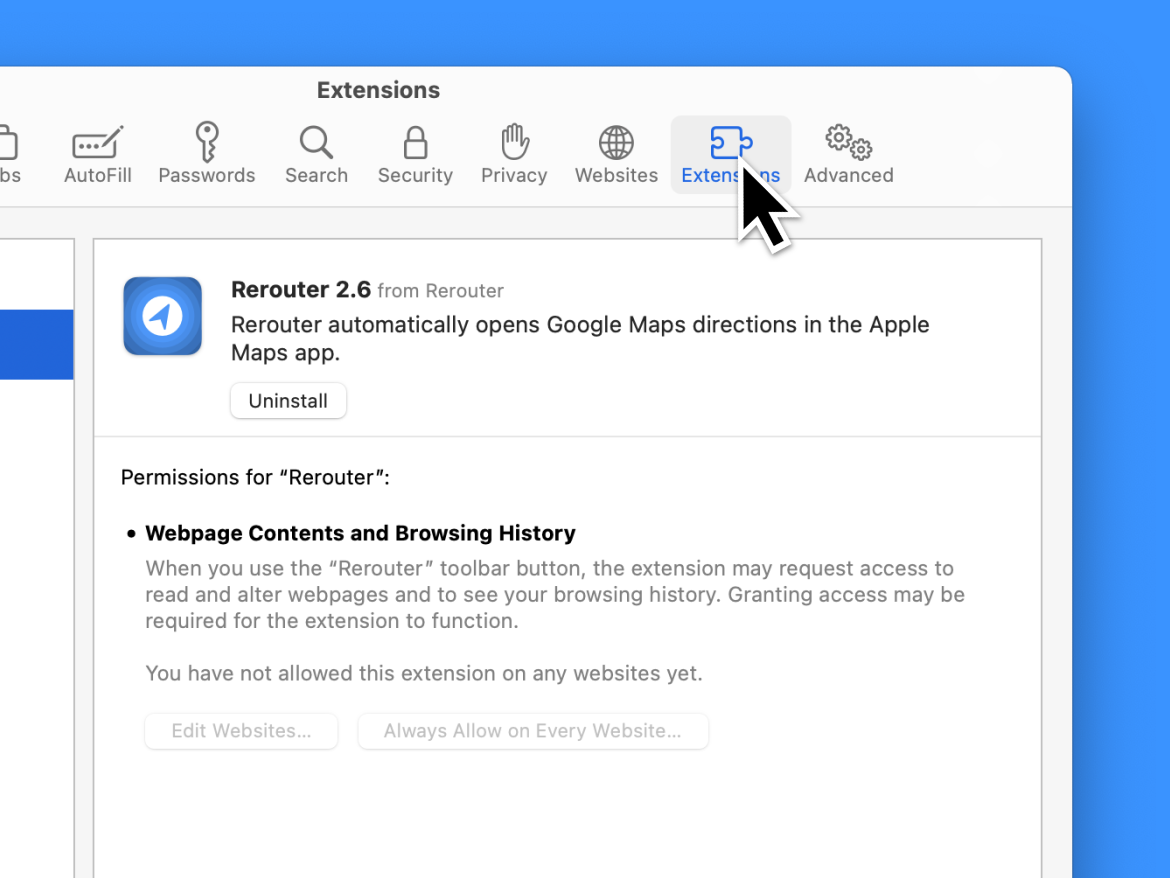 Extensions
bs
AutoFill
Passwords
Search
Security
Privacy
Websites
Extensions
Advanced
Rerouter 2.6 from Rerouter
Rerouter automatically opens Google Maps directions in the Apple
Maps app.
Uninstall
Permissions for “Rerouter”:
• Webpage Contents and Browsing History
When you use the “Rerouter” toolbar button, the extension may request access to
read and alter webpages and to see your browsing history. Granting access may be
required for the extension to function.
You have not allowed this extension on any websites yet.
Edit Websites...
Always Allow on Every Website...